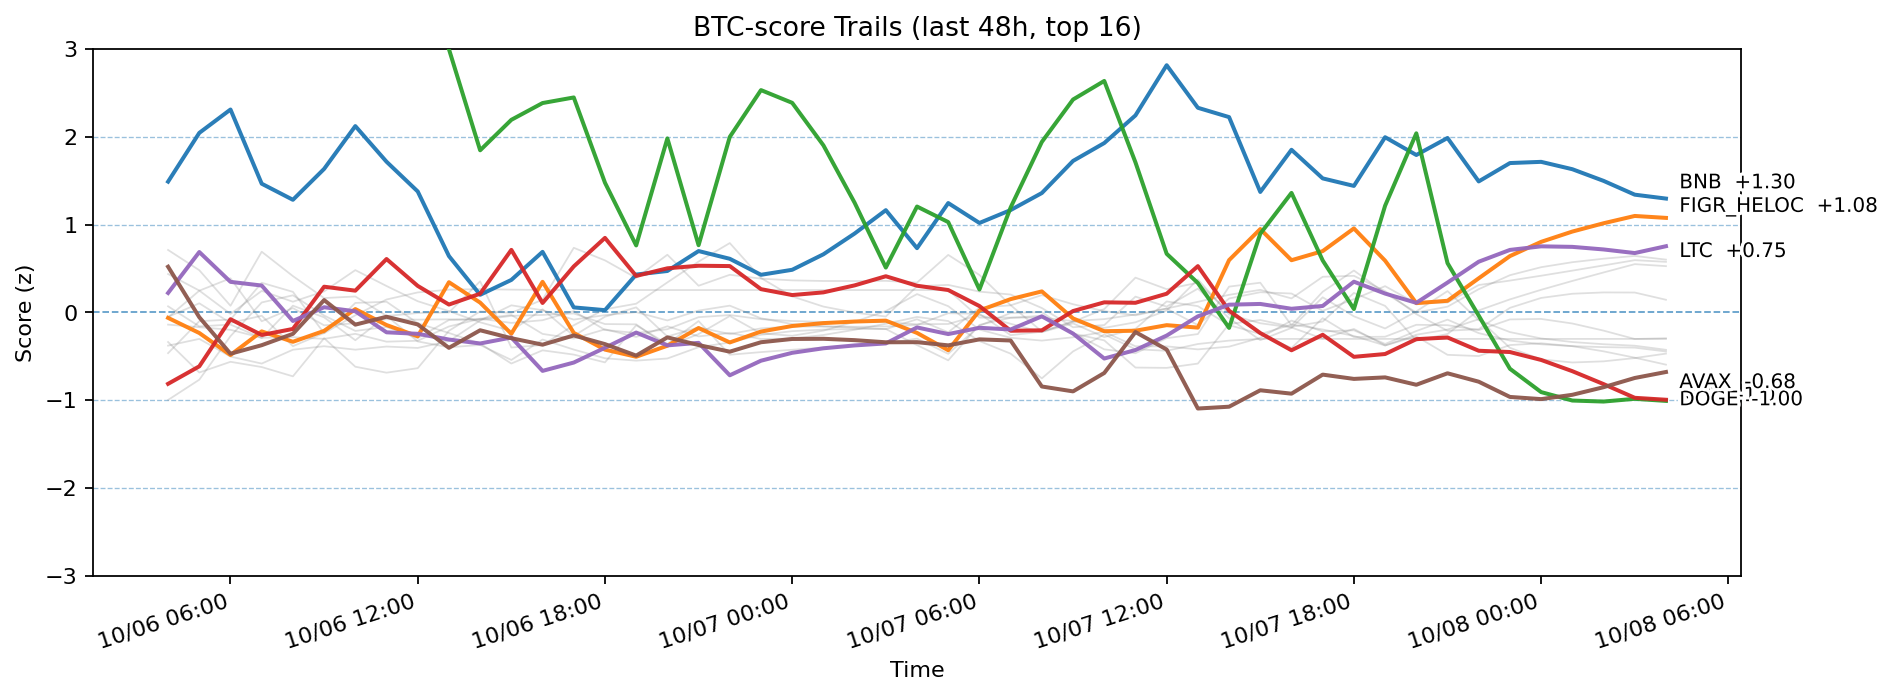 BTC-score Trails (last 48h, top 16)
Score (z)
3
2
1
0
−1
−2
−3
BNB +1.30
FIGR_HELOC +1.08
LTC +0.75
AVAX -0.68
DOGE -1.00
10/06 06:00
10/06 12:00
10/06 18:00
10/07 00:00
10/07 06:00
10/07 12:00
10/07 18:00
10/08 00:00
10/08 06:00
Time